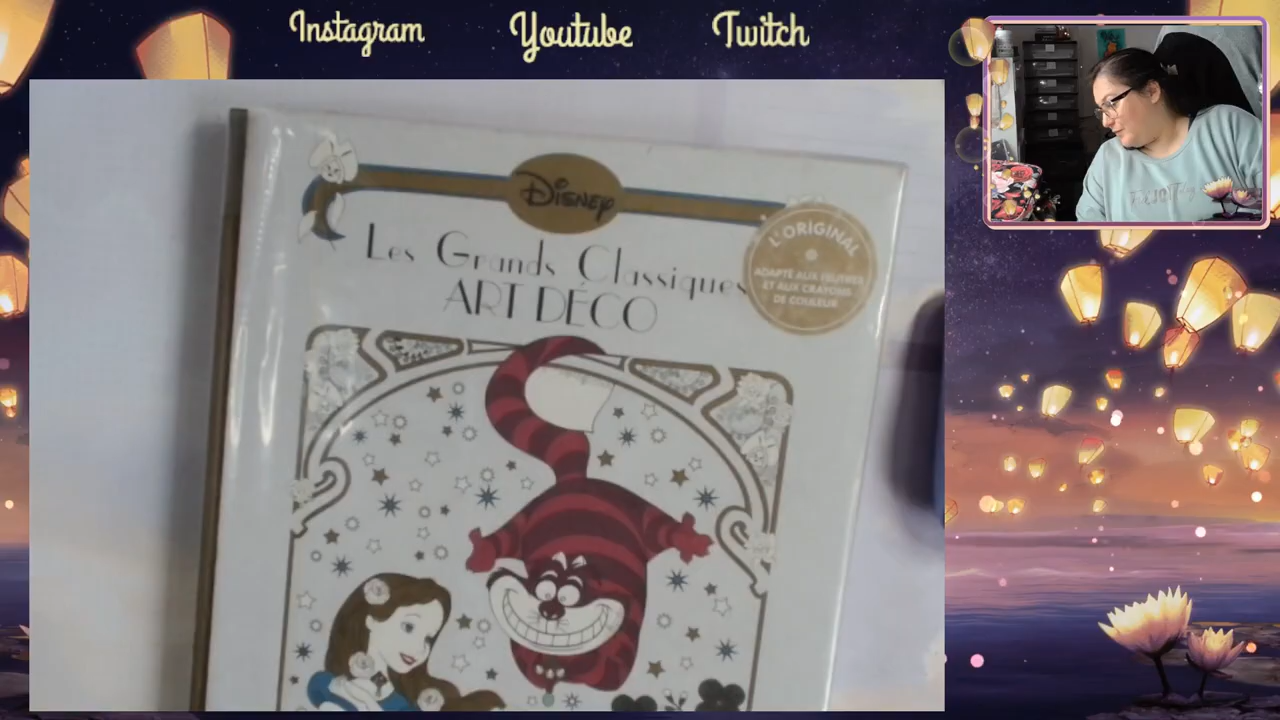 Instagram Youtube Twitch
DISNEY
Les Grands Classiques
ART DÉCO
L'ORIGINAL
ADAPTÉ AUX FEUTRES
ET AUX CRAYONS
DE COULEUR